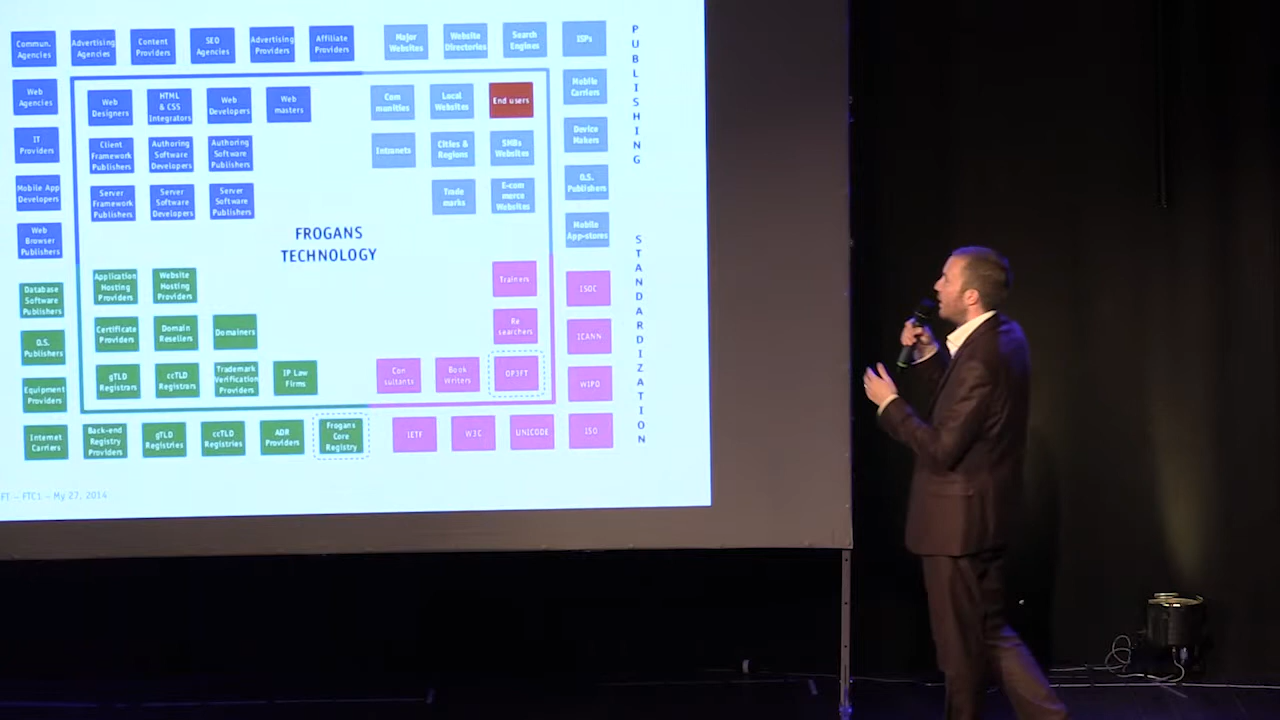 Commun.
Agencies
Advertising
Agencies
Content
Providers
SEO
Agencies
Advertising
Providers
Affiliate
Providers
Major
Websites
Website
Directories
Search
Engines
ISPs
PUBLISHING
Web
Agencies
Web
Designers
HTML
& CSS
Integrators
Web
Developers
Web
masters
Com
munities
Local
Websites
End users
Mobile
Carriers
IT
Providers
Client
Framework
Publishers
Authoring
Software
Developers
Authoring
Software
Publishers
Intranets
Cities &
Regions
SMBs
Websites
Device
Makers
Mobile App
Developers
Server
Framework
Publishers
Server
Software
Developers
Server
Software
Publishers
Trade
marks
E-com
merce
Websites
O.S.
Publishers
Web
Browser
Publishers
Mobile
App-stores
FROGANS
TECHNOLOGY
STANDARDIZATION
Database
Software
Publishers
Application
Hosting
Providers
Website
Hosting
Providers
Trainers
ISOC
O.S.
Publishers
Certificate
Providers
Domain
Resellers
Domainers
Re
searchers
ICANN
Equipment
Providers
gTLD
Registrars
ccTLD
Registrars
Trademark
Verification
Providers
IP Law
Firms
Con
sultants
Book
Writers
OP3FT
WIPO
Internet
Carriers
Back-end
Registry
Providers
gTLD
Registries
ccTLD
Registries
ADR
Providers
Frogans
Core
Registry
IETF
W3C
UNICODE
ISO
FT – FTC1 – My 27, 2014